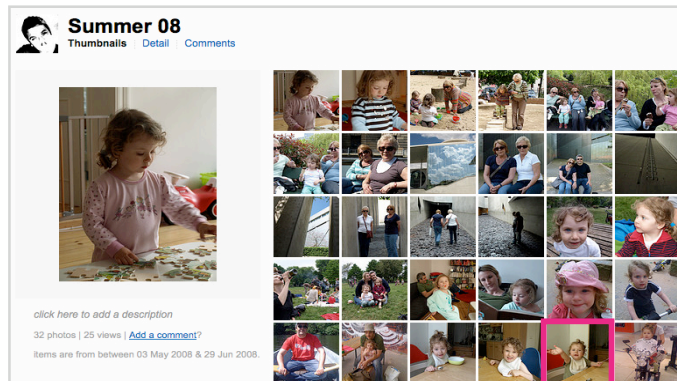 Summer 08
Thumbnails | Detail | Comments
click here to add a description
32 photos | 25 views | Add a comment?
items are from between 03 May 2008 & 29 Jun 2008.